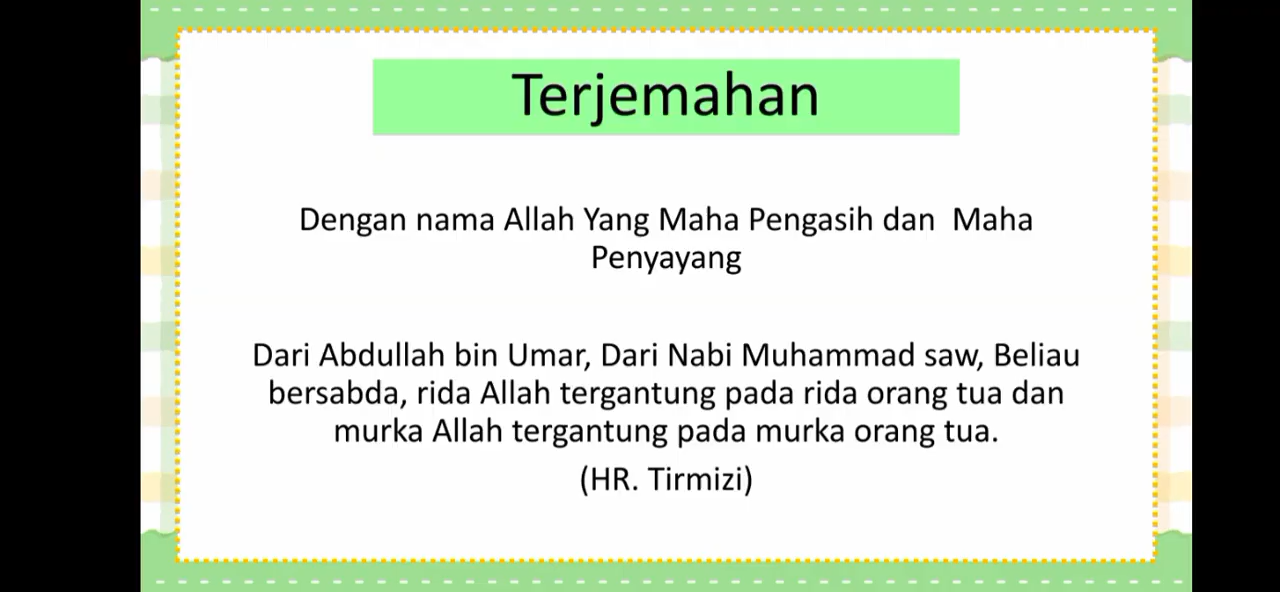 Terjemahan
Dengan nama Allah Yang Maha Pengasih dan  Maha
Penyayang
Dari Abdullah bin Umar, Dari Nabi Muhammad saw, Beliau
bersabda, rida Allah tergantung pada rida orang tua dan
murka Allah tergantung pada murka orang tua.
(HR. Tirmizi)